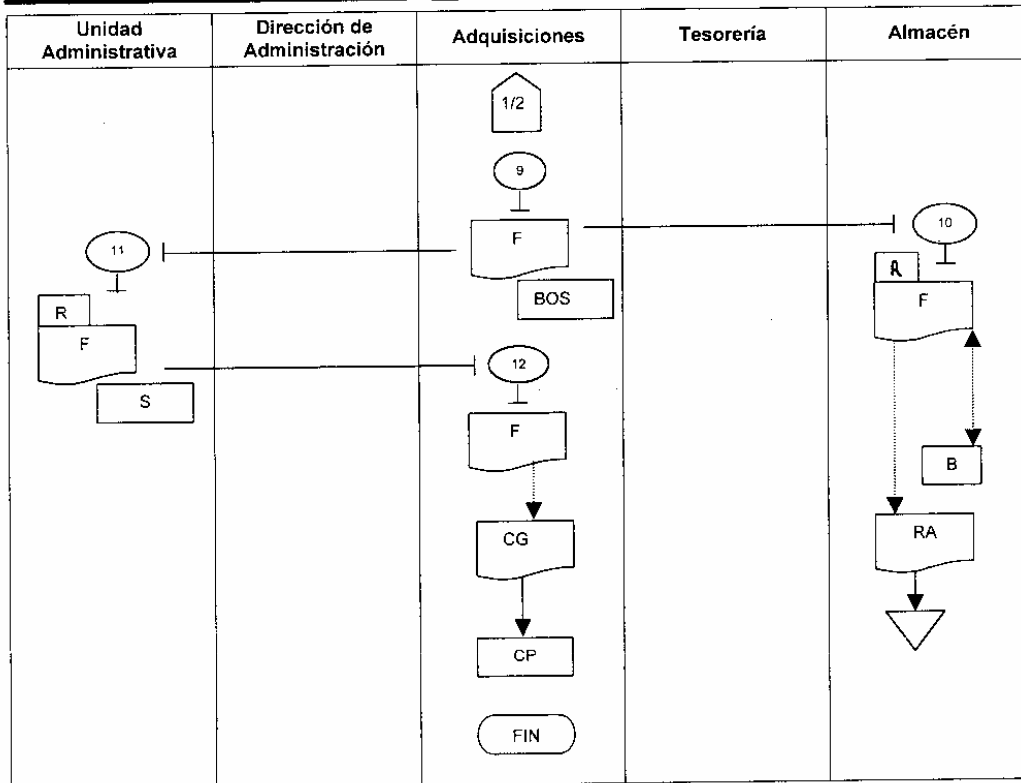 Unidad
Administrativa
Dirección de
Administración
Adquisiciones
Tesorería
Almacén
1/2
9
10
11
F
R
F
BOS
R
F
12
S
F
B
CG
RA
CP
FIN